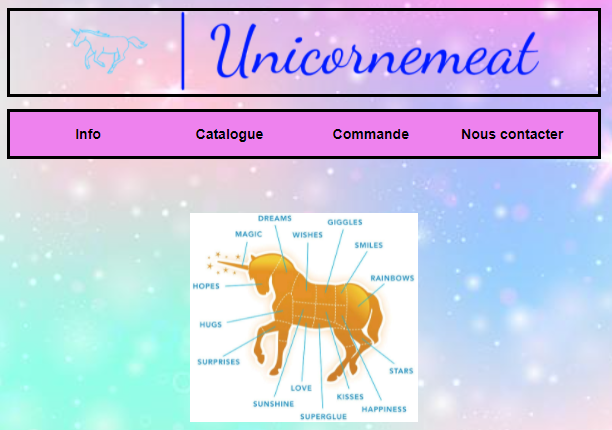 Unicornemeat
Info Catalogue Commande Nous contacter
DREAMS
GIGGLES
MAGIC
WISHES
SMILES
RAINBOWS
HOPES
HUGS
SURPRISES
STARS
LOVE
KISSES
SUNSHINE
HAPPINESS
SUPERGLUE